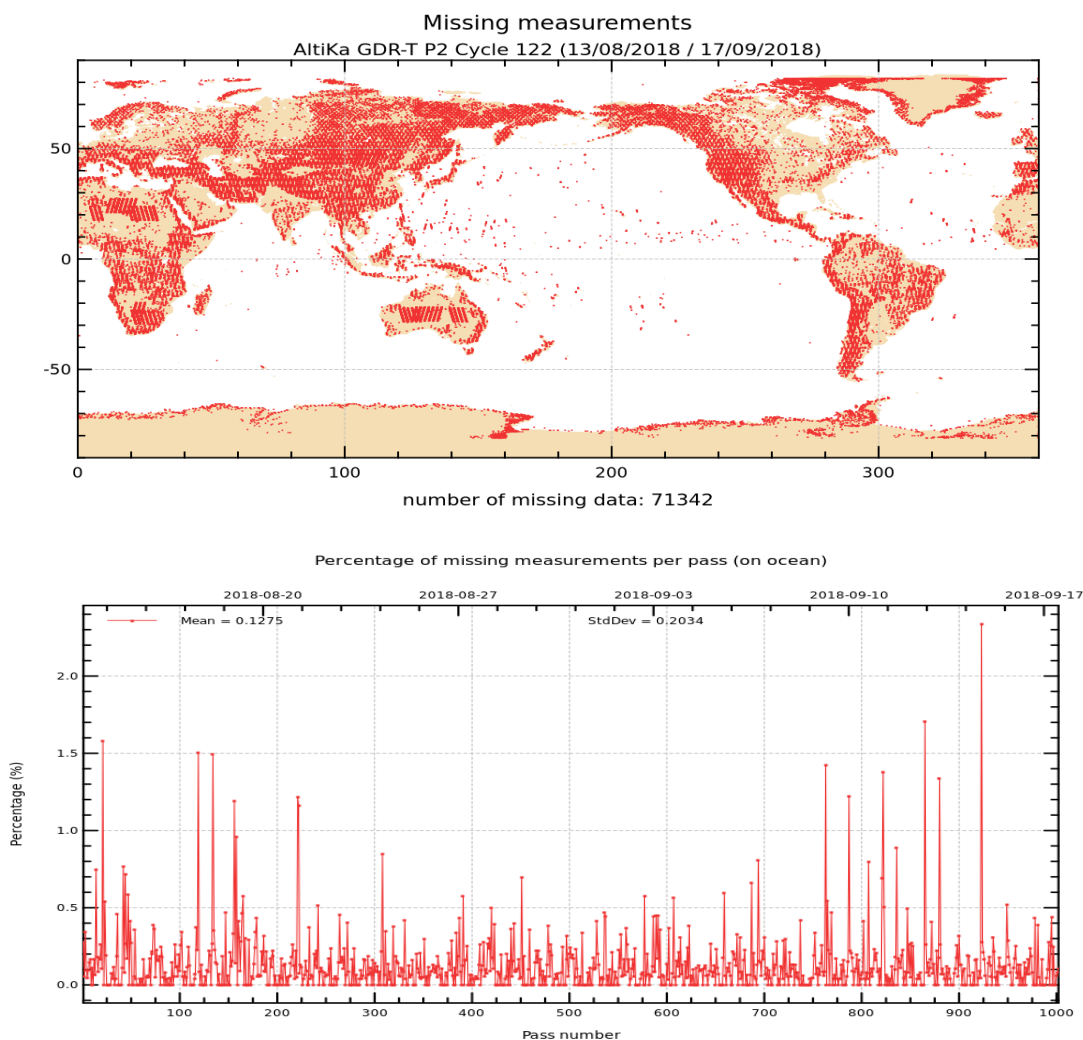 Missing measurements
AltiKa GDR-T P2 Cycle 122 (13/08/2018 / 17/09/2018)
50
0
-50
0 100 200 300
number of missing data: 71342
Percentage of missing measurements per pass (on ocean)
2018-08-20 2018-08-27 2018-09-03 2018-09-10 2018-09-17
Mean = 0.1275 StdDev = 0.2034
2.0
1.5
1.0
0.5
0.0
Percentage (%)
100 200 300 400 500 600 700 800 900 1000
Pass number